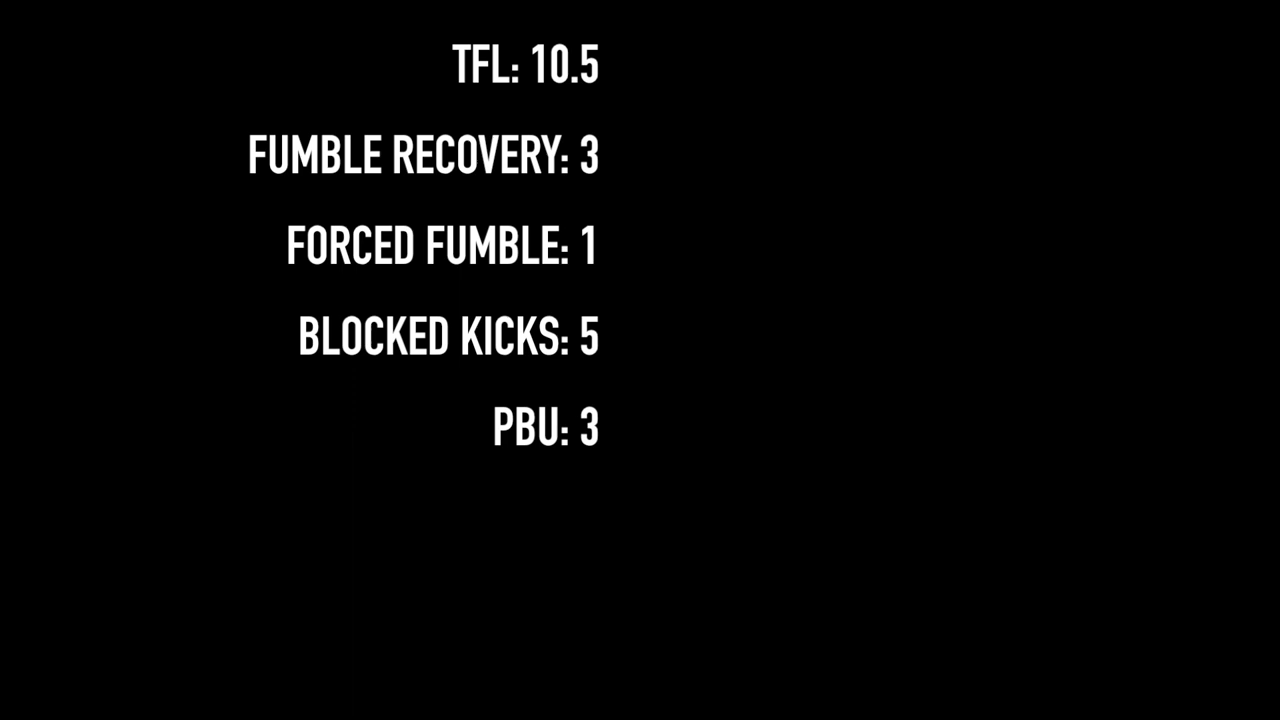 TFL: 10.5
FUMBLE RECOVERY: 3
FORCED FUMBLE: 1
BLOCKED KICKS: 5
PBU: 3